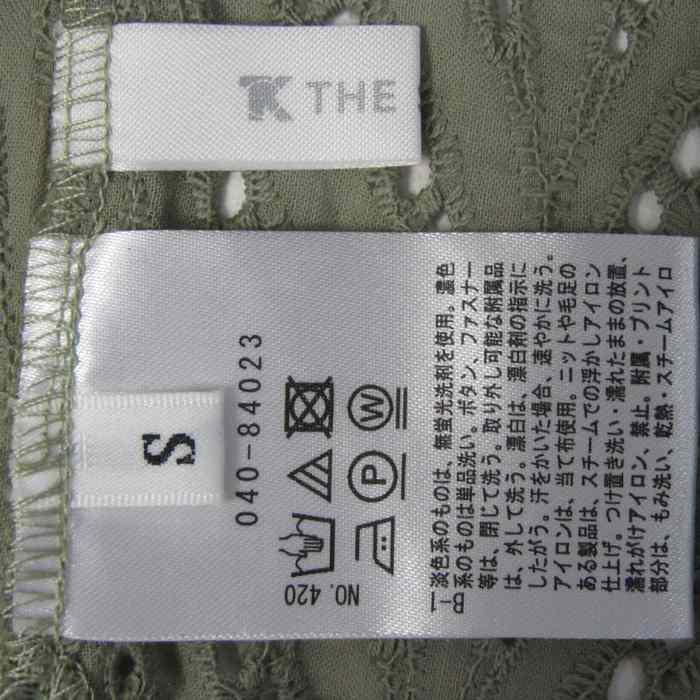 TK THE
S
040-84023
P
W
NO. 420
B-I
淡色系のものは、無蛍光洗剤を使用。濃色
系のものは単品洗い。ボタン、ファスナー
等は、閉じて洗う。取り外し可能な附属品
は、外して洗う。漂白は、漂白剤の指示に
したがう。汗をかいた場合、速やかに洗う。
アイロンは、当て布使用。ニットや毛足の
ある製品は、スチームでの浮かしアイロン
仕上げ。つけ置き洗い・濡れたままの放置、
濡れがけアイロン、禁止。附属・プリント
部分は、もみ洗い、乾熱・スチームアイロ